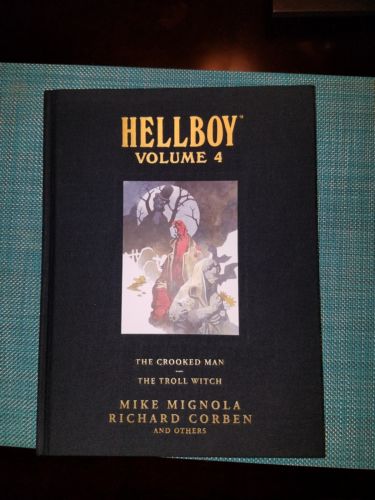 HELLBOY™
VOLUME 4
THE CROOKED MAN
THE TROLL WITCH
MIKE MIGNOLA
RICHARD CORBEN
AND OTHERS